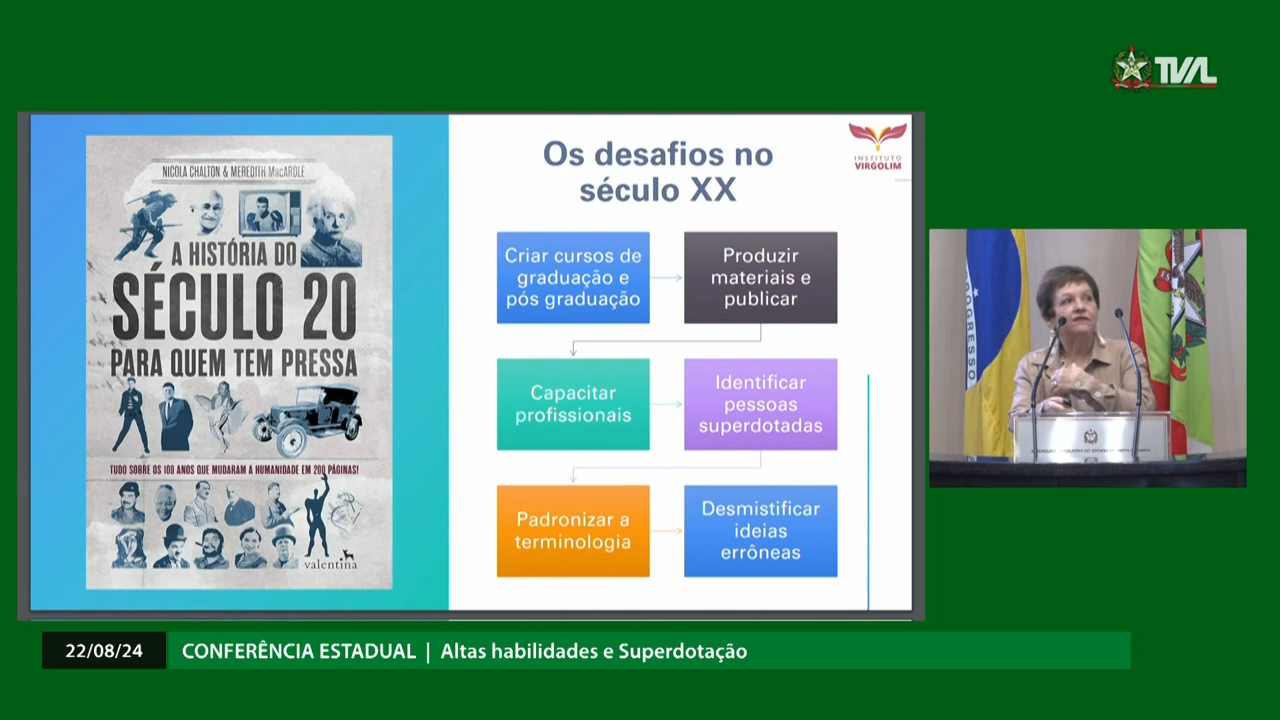 TVAL
NICOLA CHALTON & MEREDITH MacARDLE
A HISTÓRIA DO
SÉCULO 20
PARA QUEM TEM PRESSA
TUDO SOBRE OS 100 ANOS QUE MUDARAM A HUMANIDADE EM 200 PÁGINAS!
valentina
INSTITUTO
VIRGOLIM
Os desafios no
século XX
Criar cursos de
graduação e
pós graduação
Produzir
materiais e
publicar
Capacitar
profissionais
Identificar
pessoas
superdotadas
Padronizar a
terminologia
Desmistificar
ideias
errôneas
PROGRESSO
22/08/24
CONFERÊNCIA ESTADUAL | Altas habilidades e Superdotação